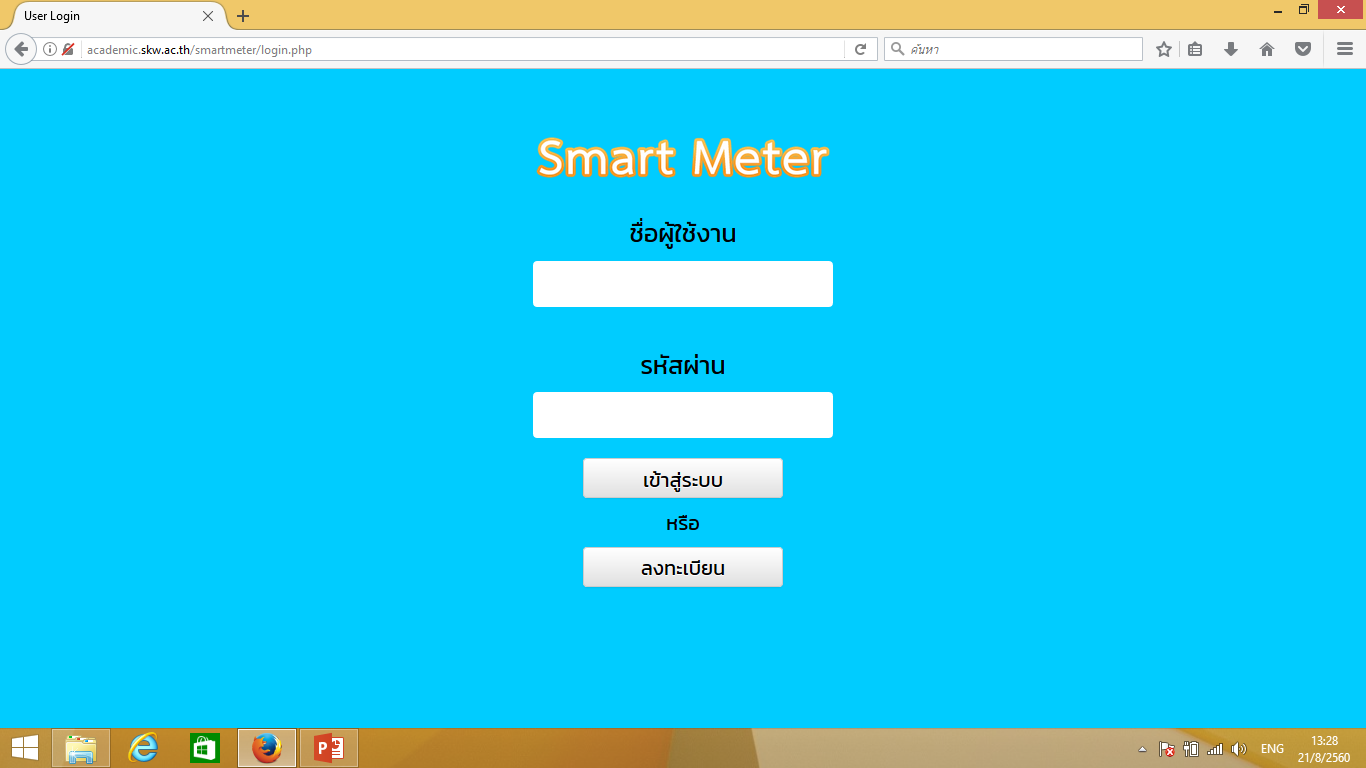 User Login
academic.skw.ac.th/smartmeter/login.php
ค้นหา
Smart Meter
ชื่อผู้ใช้งาน
รหัสผ่าน
เข้าสู่ระบบ
หรือ
ลงทะเบียน
ENG
13:28
21/8/2560